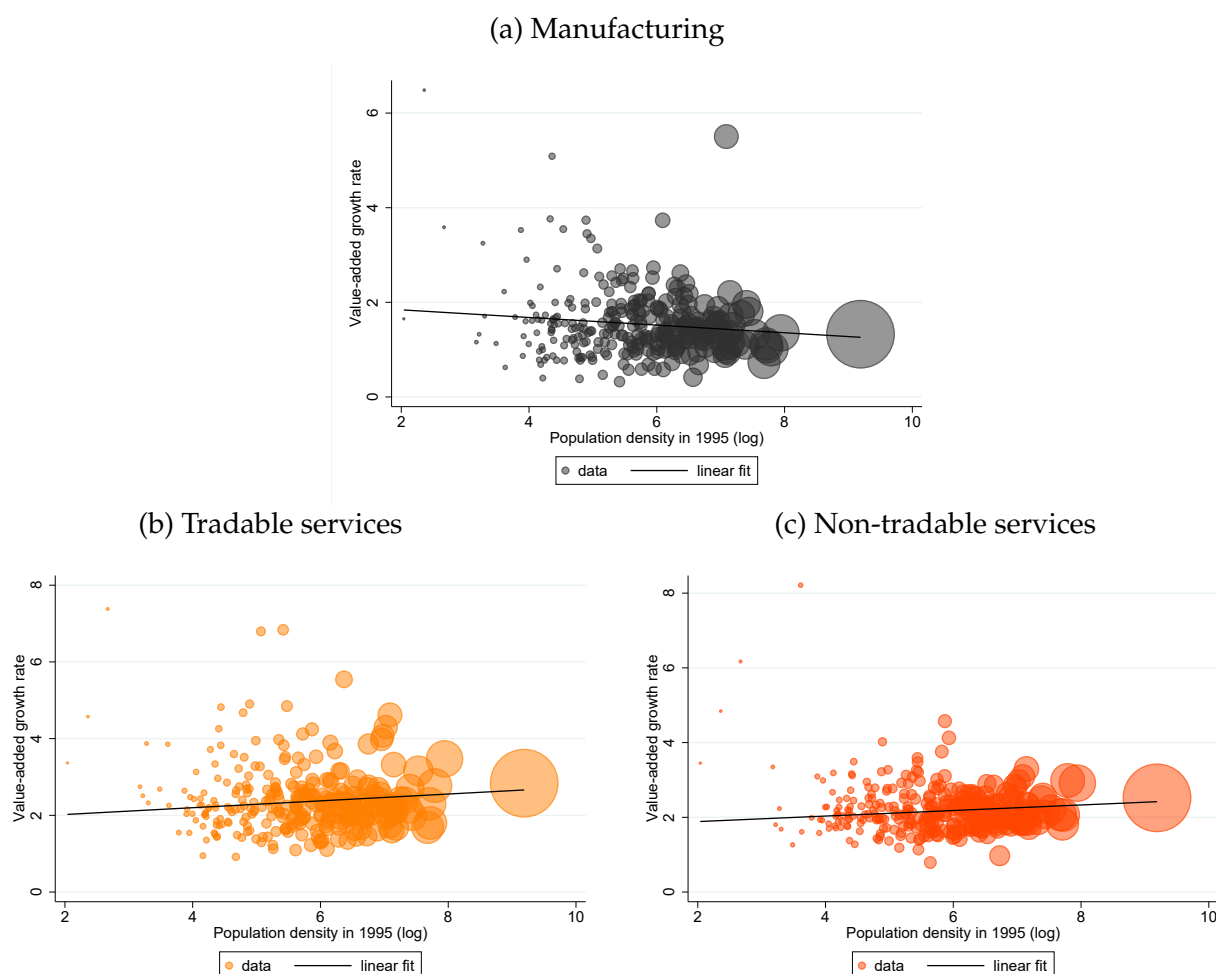 (a) Manufacturing
Value-added growth rate
6
4
2
0
2 4 6 8 10
Population density in 1995 (log)
data linear fit
(b) Tradable services
Value-added growth rate
8
6
4
2
0
2 4 6 8 10
Population density in 1995 (log)
data linear fit
(c) Non-tradable services
Value-added growth rate
8
6
4
2
0
2 4 6 8 10
Population density in 1995 (log)
data linear fit